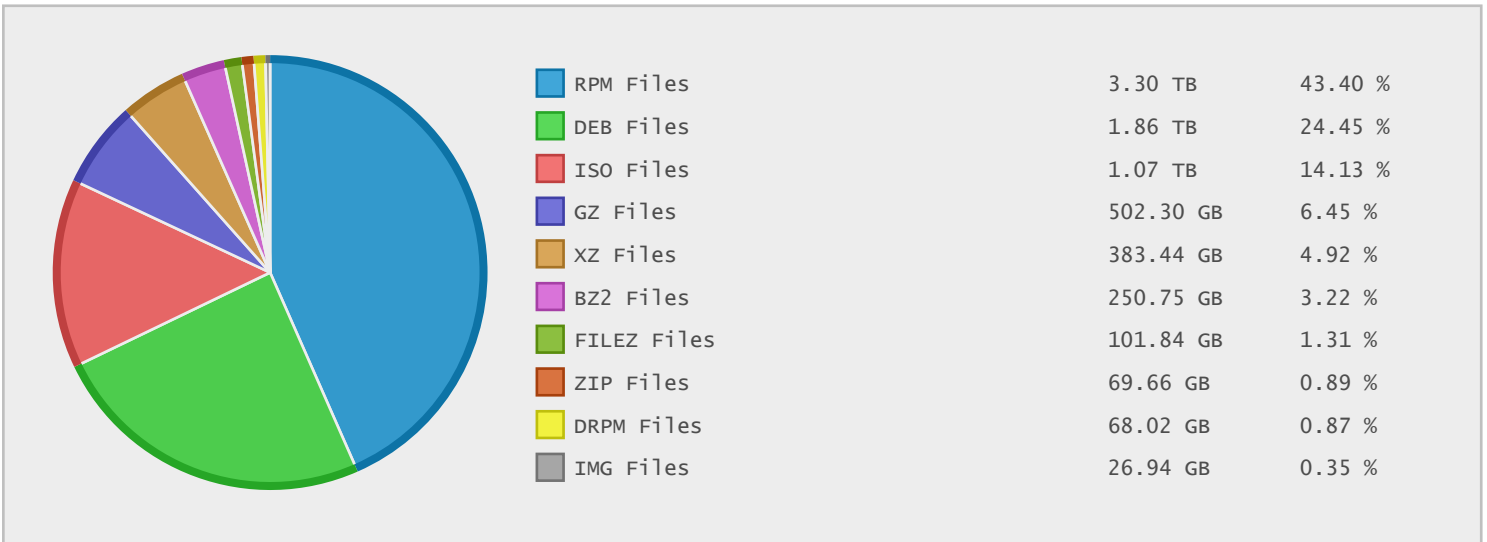 RPM Files 3.30 TB 43.40 %
DEB Files 1.86 TB 24.45 %
ISO Files 1.07 TB 14.13 %
GZ Files 502.30 GB 6.45 %
XZ Files 383.44 GB 4.92 %
BZ2 Files 250.75 GB 3.22 %
FILEZ Files 101.84 GB 1.31 %
ZIP Files 69.66 GB 0.89 %
DRPM Files 68.02 GB 0.87 %
IMG Files 26.94 GB 0.35 %